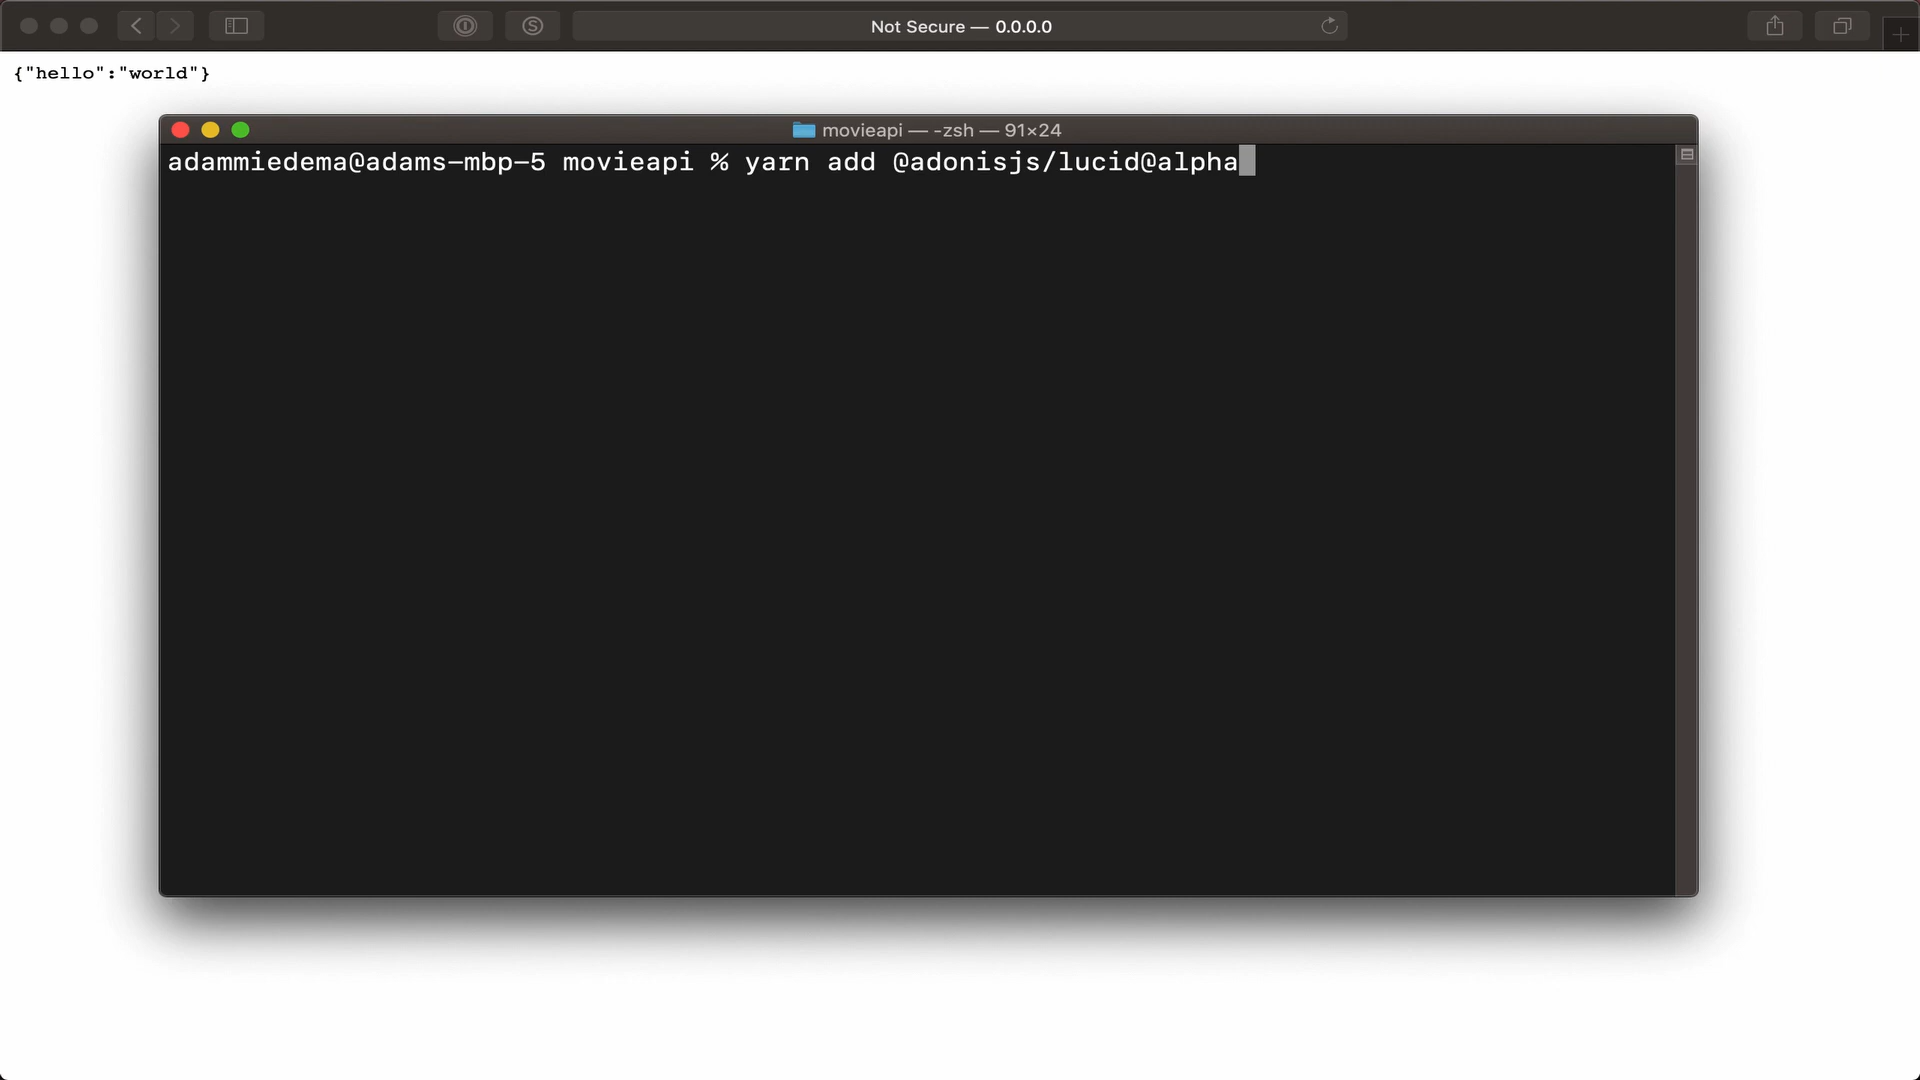 Not Secure — 0.0.0.0
{"hello":"world"}
movieapi — -zsh — 91×24
adammiedema@adams-mbp-5 movieapi % yarn add @adonisjs/lucid@alpha